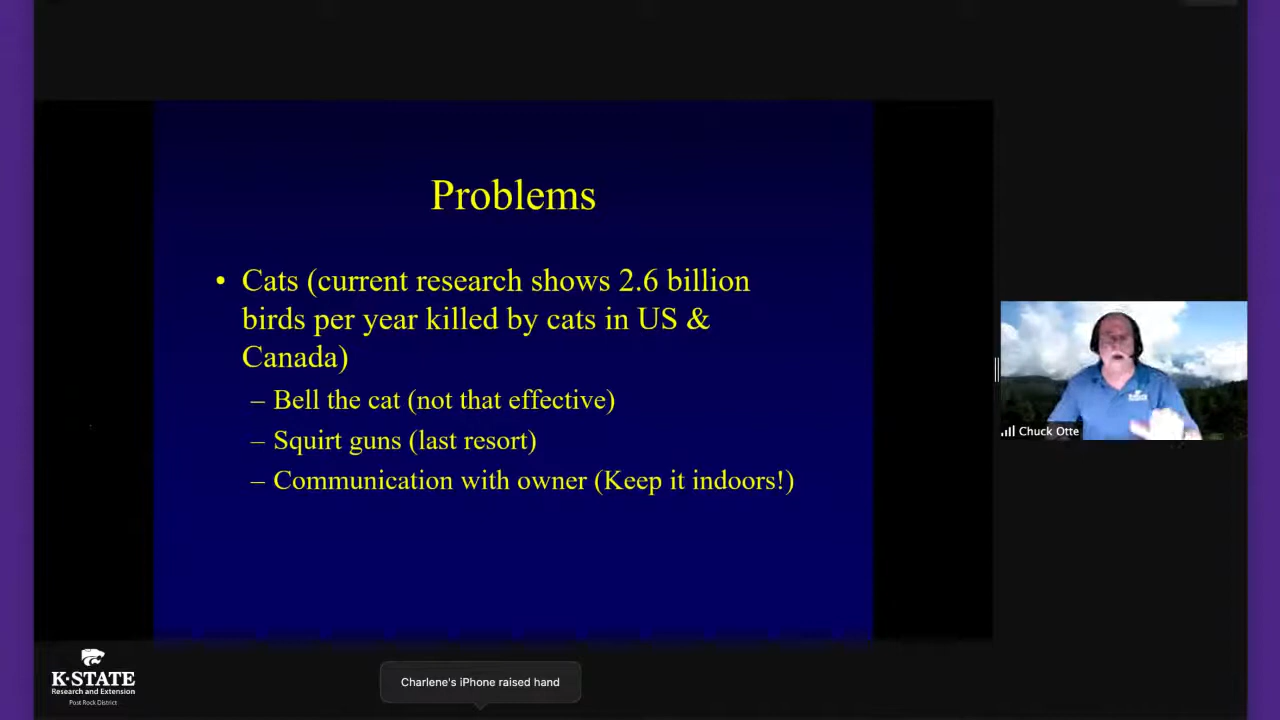 Problems
• Cats (current research shows 2.6 billion
birds per year killed by cats in US &
Canada)
– Bell the cat (not that effective)
– Squirt guns (last resort)
– Communication with owner (Keep it indoors!)
Chuck Otte
K-STATE
Research and Extension
Post Rock District
Charlene's iPhone raised hand